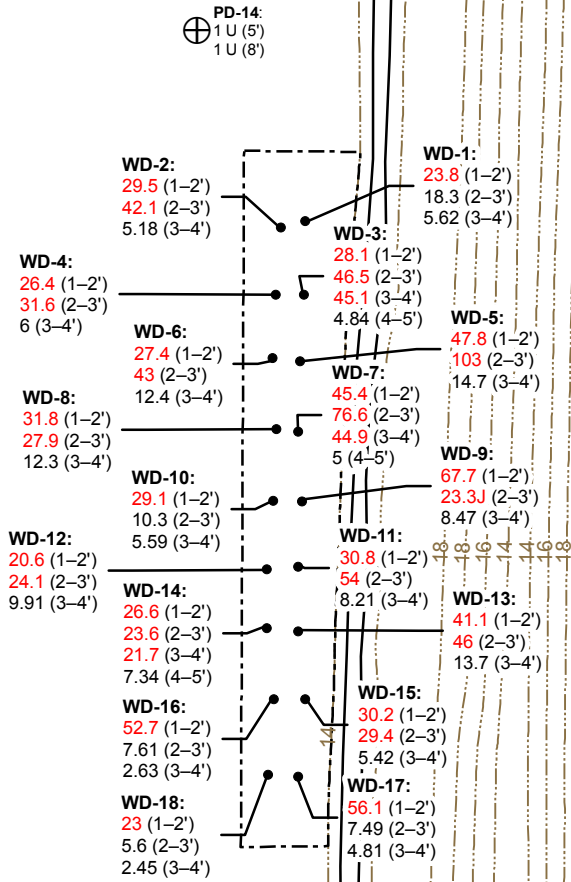 PD-14:
1 U (5')
1 U (8')
WD-2:
29.5 (1–2')
42.1 (2–3')
5.18 (3–4')
WD-1:
23.8 (1–2')
18.3 (2–3')
5.62 (3–4')
WD-4:
26.4 (1–2')
31.6 (2–3')
6 (3–4')
WD-3:
28.1 (1–2')
46.5 (2–3')
45.1 (3–4')
4.84 (4–5')
WD-6:
27.4 (1–2')
43 (2–3')
12.4 (3–4')
WD-5:
47.8 (1–2')
103 (2–3')
14.7 (3–4')
WD-8:
31.8 (1–2')
27.9 (2–3')
12.3 (3–4')
WD-7:
45.4 (1–2')
76.6 (2–3')
44.9 (3–4')
5 (4–5')
WD-10:
29.1 (1–2')
10.3 (2–3')
5.59 (3–4')
WD-9:
67.7 (1–2')
23.3J (2–3')
8.47 (3–4')
WD-12:
20.6 (1–2')
24.1 (2–3')
9.91 (3–4')
WD-11:
30.8 (1–2')
54 (2–3')
8.21 (3–4')
18
18
16
14
14
16
18
WD-14:
26.6 (1–2')
23.6 (2–3')
21.7 (3–4')
7.34 (4–5')
WD-13:
41.1 (1–2')
46 (2–3')
13.7 (3–4')
WD-16:
52.7 (1–2')
7.61 (2–3')
2.63 (3–4')
WD-15:
30.2 (1–2')
29.4 (2–3')
5.42 (3–4')
14
WD-18:
23 (1–2')
5.6 (2–3')
2.45 (3–4')
WD-17:
56.1 (1–2')
7.49 (2–3')
4.81 (3–4')